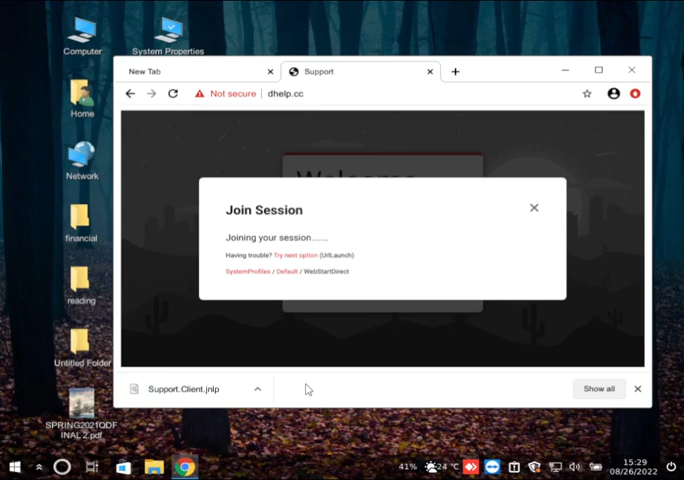 Computer
System Properties
New Tab
Support
Home
Not secure
dhelp.cc
Network
Welcome
Join Session
Joining your session.......
Having trouble? Try next option (UrlLaunch)
SystemProfiles / Default / WebStartDirect
financial
reading
Untitled Folder
Support.Client.jnlp
Show all
SPRING2021QDF
INAL 2.pdf
41%
24 °C
15:29
08/26/2022